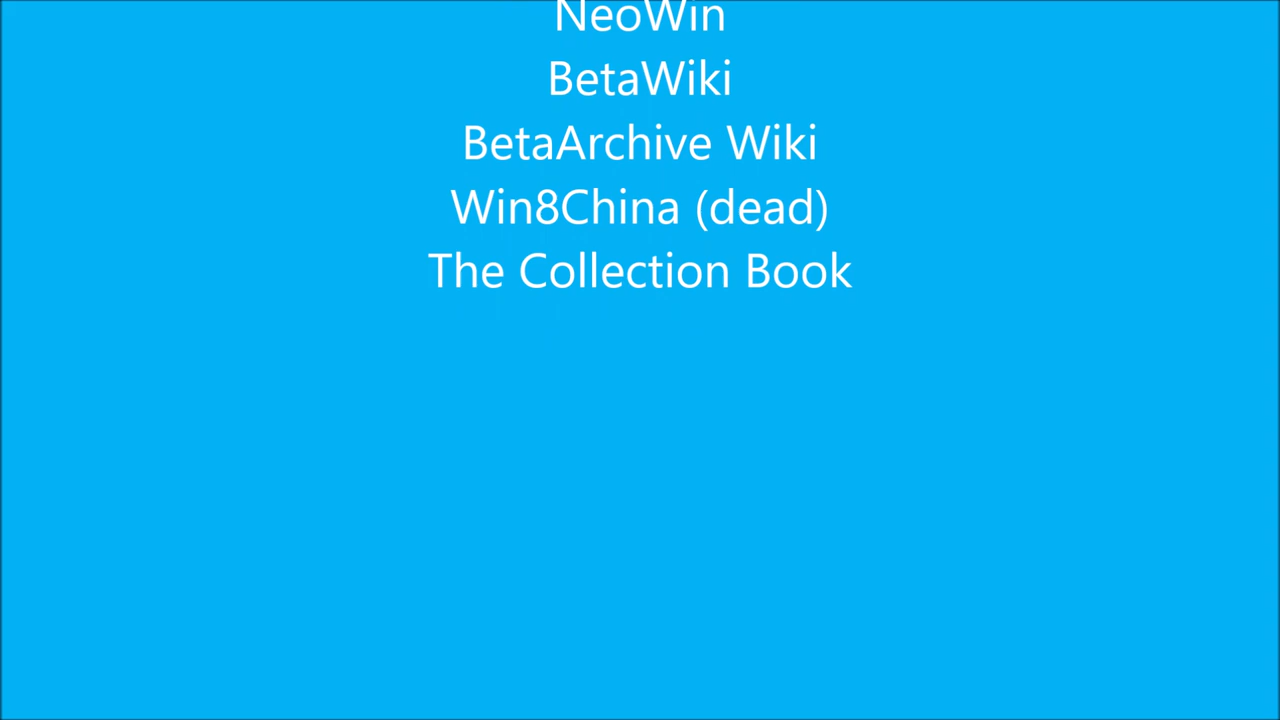 NeoWin
BetaWiki
BetaArchive Wiki
Win8China (dead)
The Collection Book